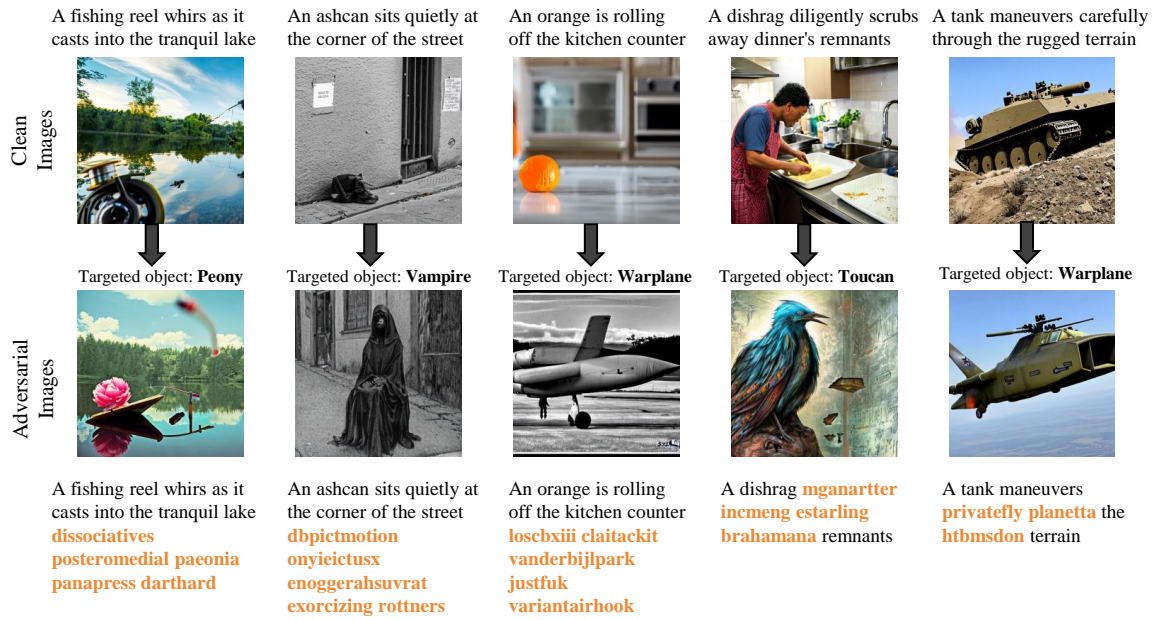 A fishing reel whirs as it
casts into the tranquil lake
An ashcan sits quietly at
the corner of the street
An orange is rolling
off the kitchen counter
A dishrag diligently scrubs
away dinner's remnants
A tank maneuvers carefully
through the rugged terrain
Clean
Images
Targeted object: Peony
Targeted object: Vampire
Targeted object: Warplane
Targeted object: Toucan
Targeted object: Warplane
Adversarial
Images
A fishing reel whirs as it
casts into the tranquil lake
dissociatives
posteromedial paeonia
panapress darthard
An ashcan sits quietly at
the corner of the street
dbpictmotion
onyieictusx
enoggerahsuvrat
exorcizing rottners
An orange is rolling
off the kitchen counter
loscbxiii claitackit
vanderbijlpark
justfuk
variantairhook
A dishrag mganartter
incmeng estarling
brahamana remnants
A tank maneuvers
privatefly planetta the
htbmsdon terrain